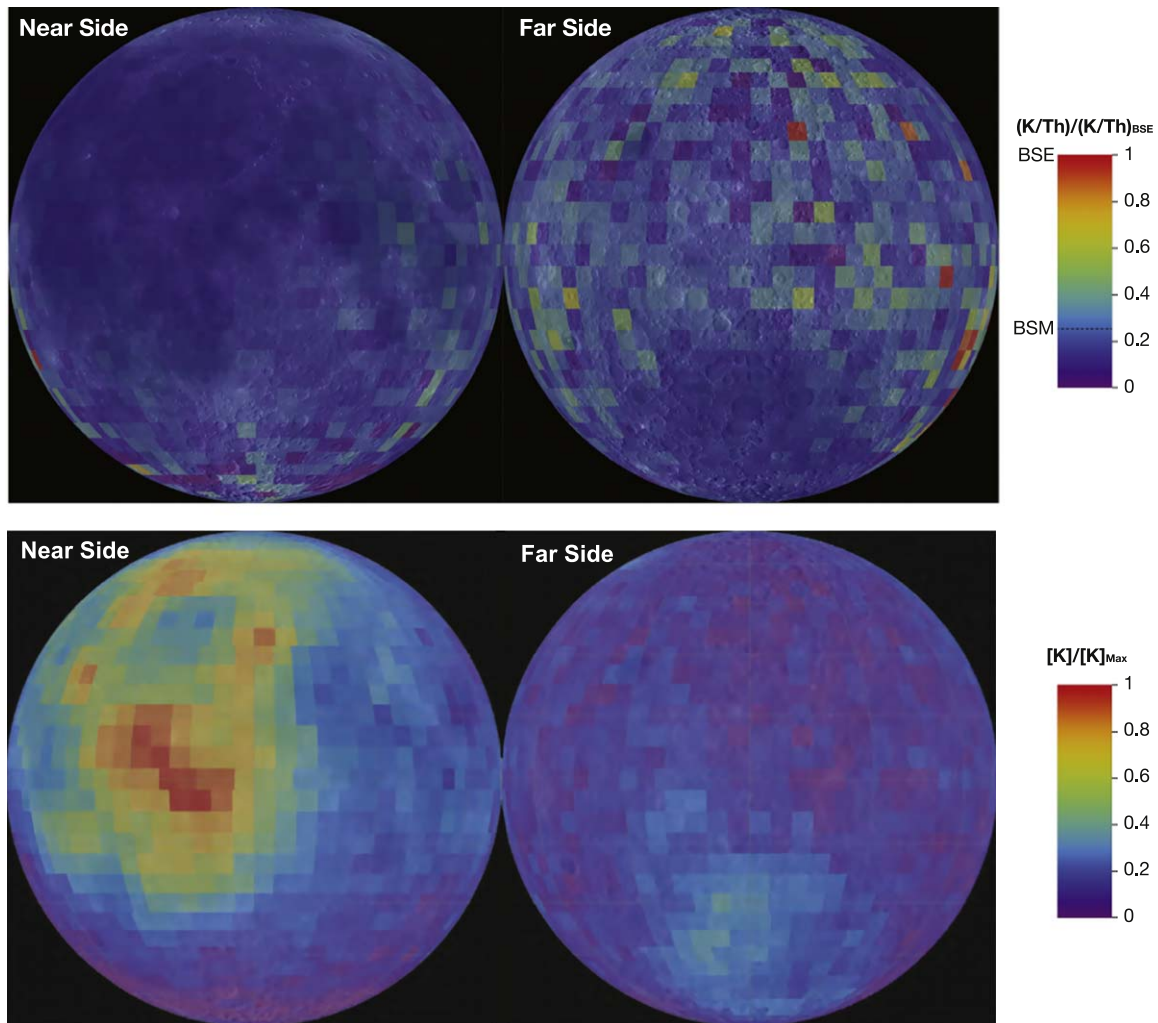 Near Side
Far Side
(K/Th)/(K/Th)BSE
BSE
1
0.8
0.6
0.4
BSM
0.2
0
Near Side
Far Side
[K]/[K]Max
1
0.8
0.6
0.4
0.2
0